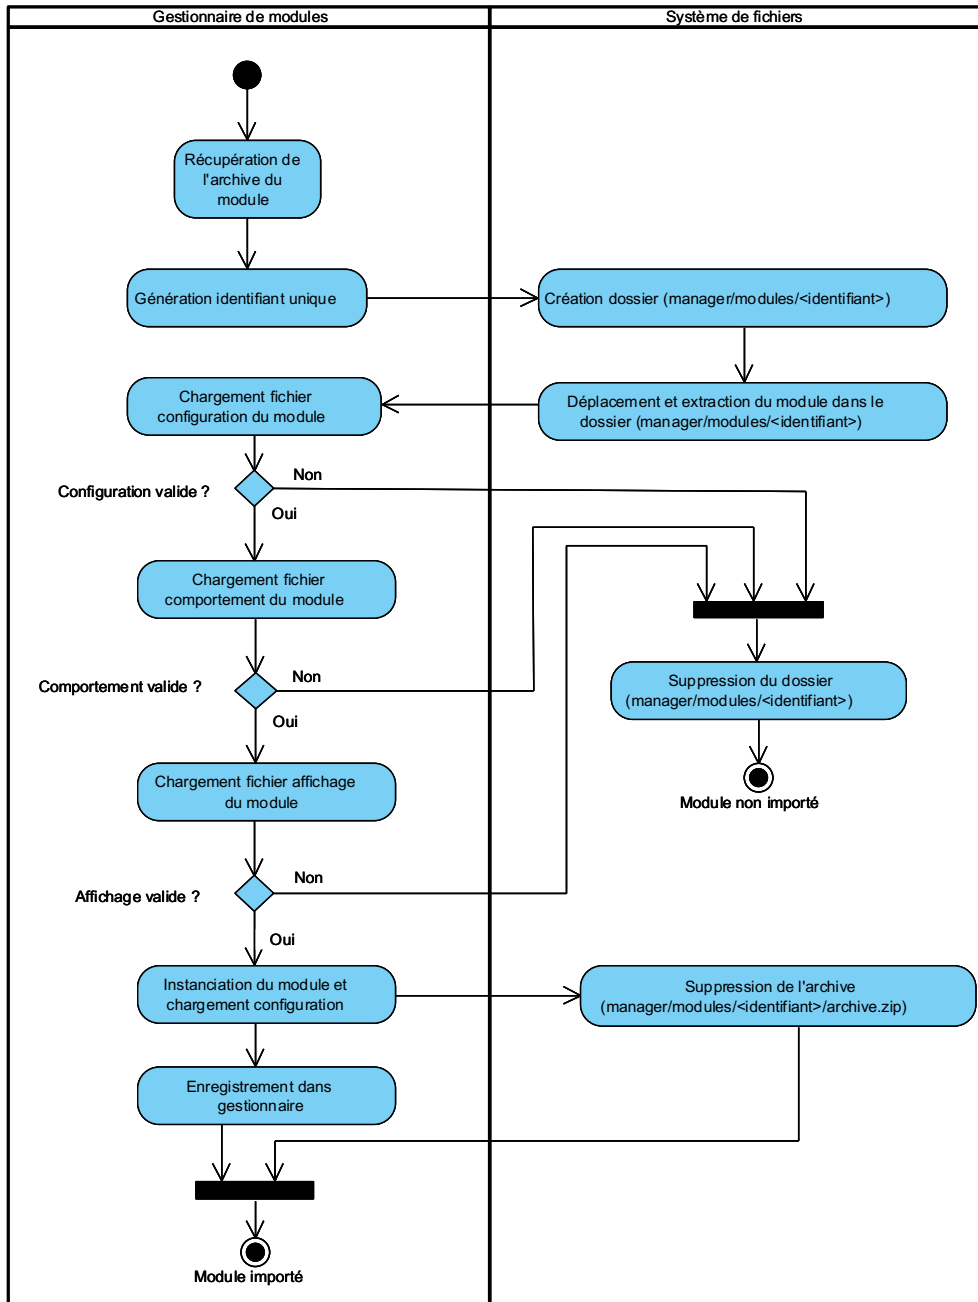 Gestionnaire de modules
Système de fichiers
Récupération de
l'archive du
module
Génération identifiant unique
Création dossier (manager/modules/<identifiant>)
Chargement fichier
configuration du module
Déplacement et extraction du module dans le
dossier (manager/modules/<identifiant>)
Configuration valide ?
Non
Oui
Chargement fichier
comportement du module
Comportement valide ?
Non
Oui
Suppression du dossier
(manager/modules/<identifiant>)
Module non importé
Chargement fichier affichage
du module
Affichage valide ?
Non
Oui
Instanciation du module et
chargement configuration
Suppression de l'archive
(manager/modules/<identifiant>/archive.zip)
Enregistrement dans
gestionnaire
Module importé